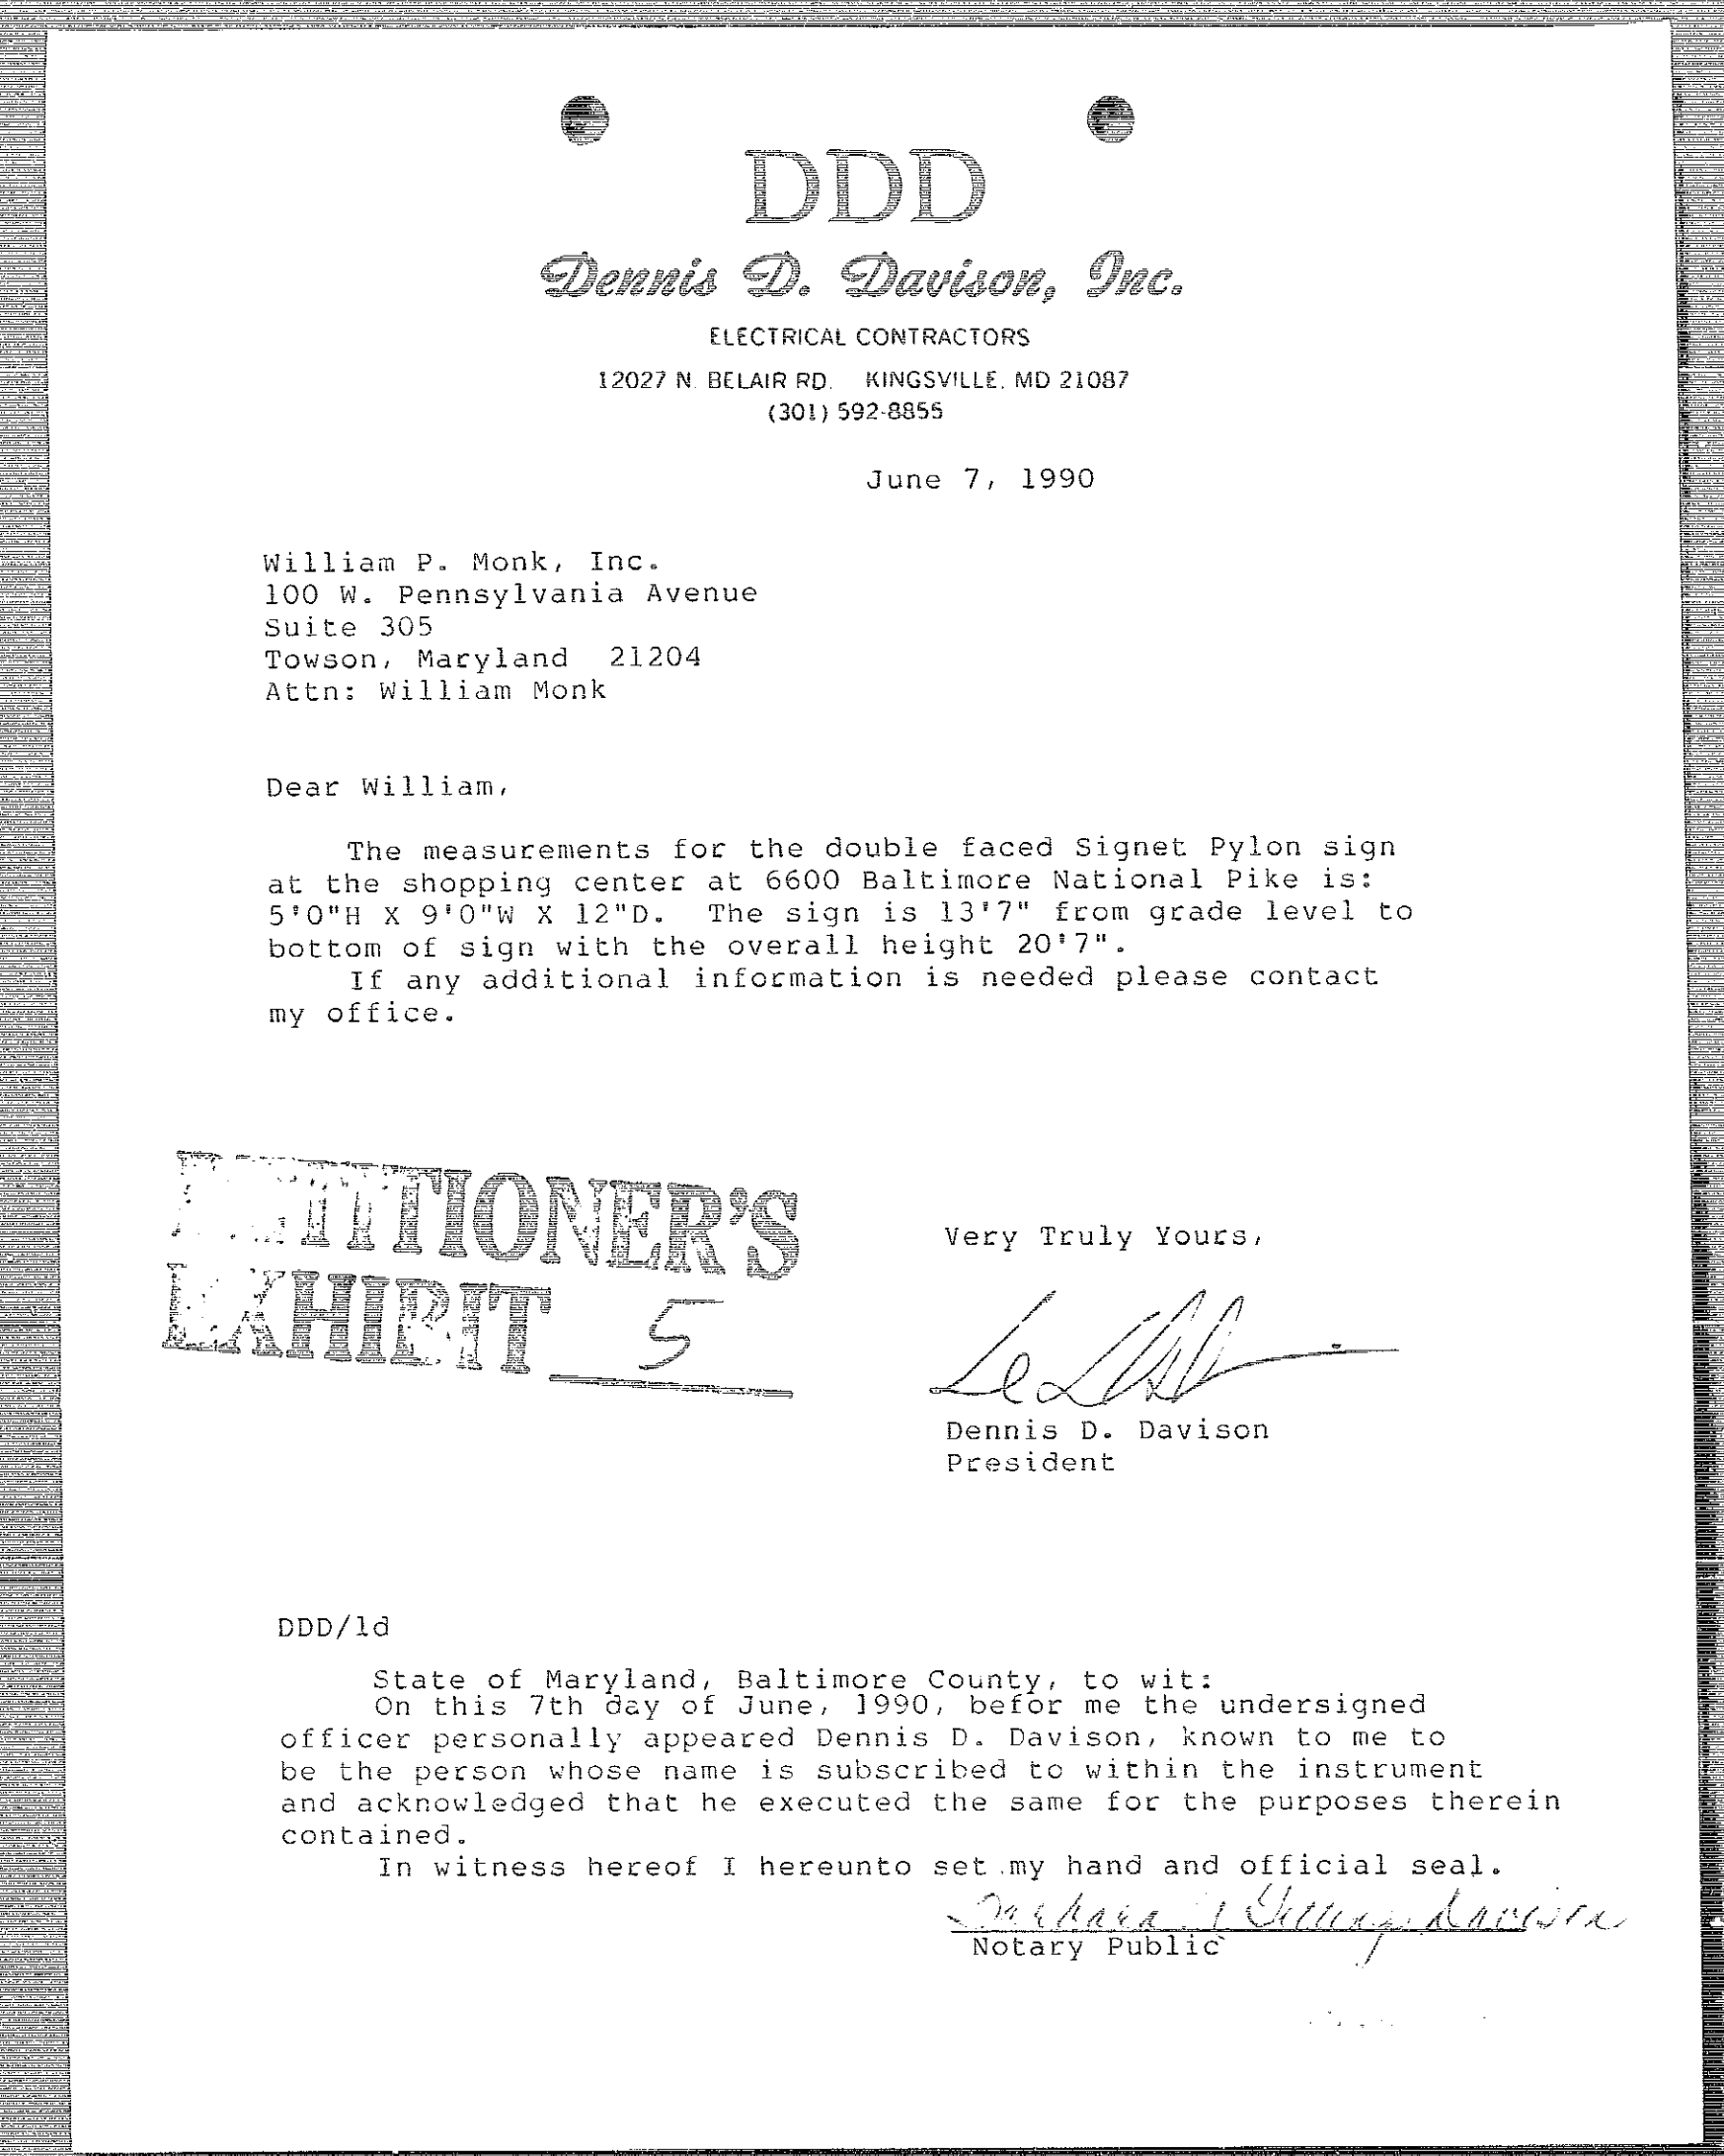 DDD
Dennis D. Davison, Inc.
ELECTRICAL CONTRACTORS
12027 N. BELAIR RD. KINGSVILLE, MD 21087
(301) 592-8855
June 7, 1990
William P. Monk, Inc.
100 W. Pennsylvania Avenue
Suite 305
Towson, Maryland 21204
Attn: William Monk
Dear William,
The measurements for the double faced Signet Pylon sign
at the shopping center at 6600 Baltimore National Pike is:
5'0"H X 9'0"W X 12"D. The sign is 13'7" from grade level to
bottom of sign with the overall height 20'7".
If any additional information is needed please contact
my office.
PETITIONER'S
EXHIBIT 5
Very Truly Yours,
Dennis D. Davison
President
DDD/ld
State of Maryland, Baltimore County, to wit:
On this 7th day of June, 1990, befor me the undersigned
officer personally appeared Dennis D. Davison, known to me to
be the person whose name is subscribed to within the instrument
and acknowledged that he executed the same for the purposes therein
contained.
In witness hereof I hereunto set my hand and official seal.
Barbara Davison
Notary Public